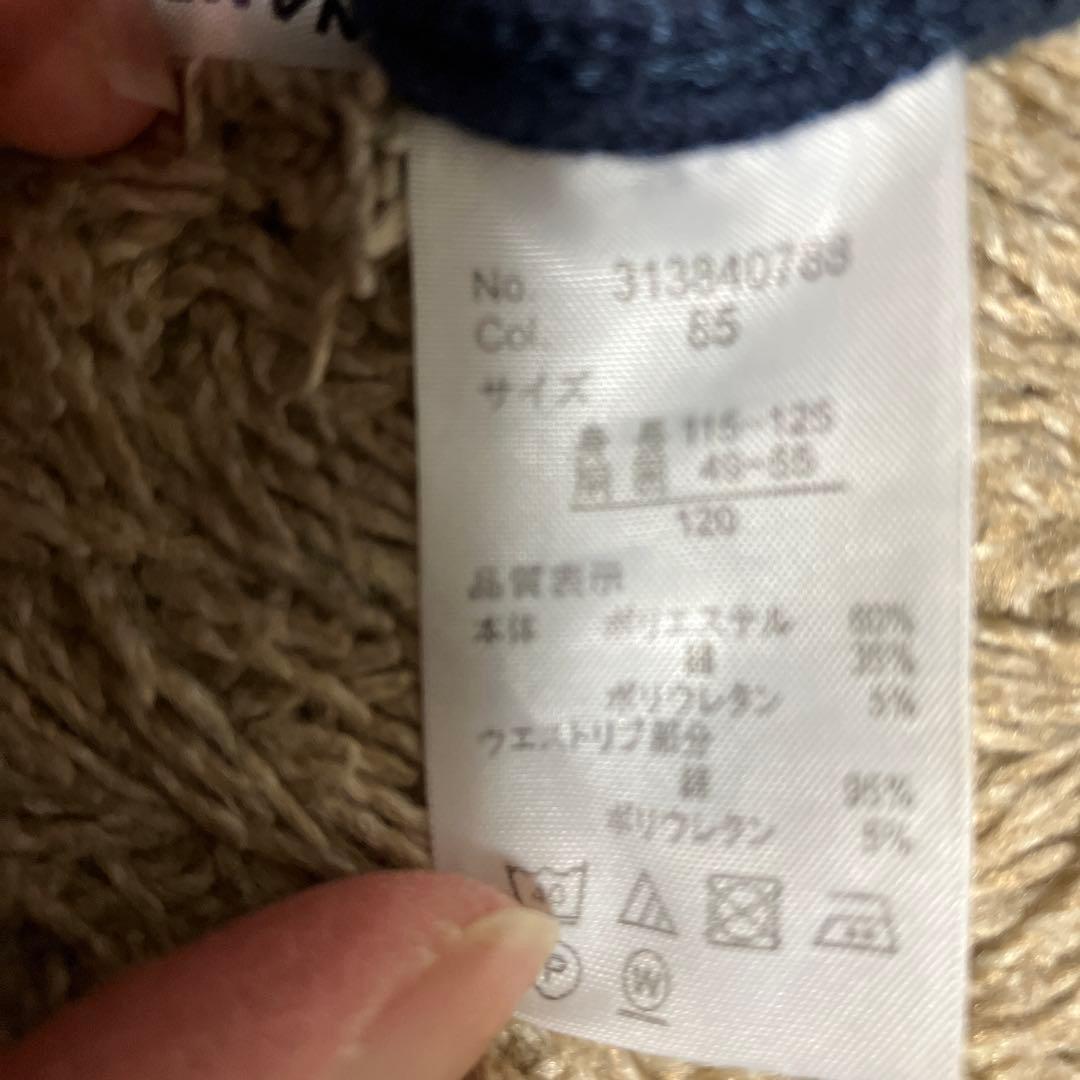 No. 313840788
Col. 85
サイズ
身長 115~125
胴囲 49~55
120
品質表示
本体 ポリエステル 60%
綿 35%
ポリウレタン 5%
ウエストリブ部分
綿 95%
ポリウレタン 5%
40
P W